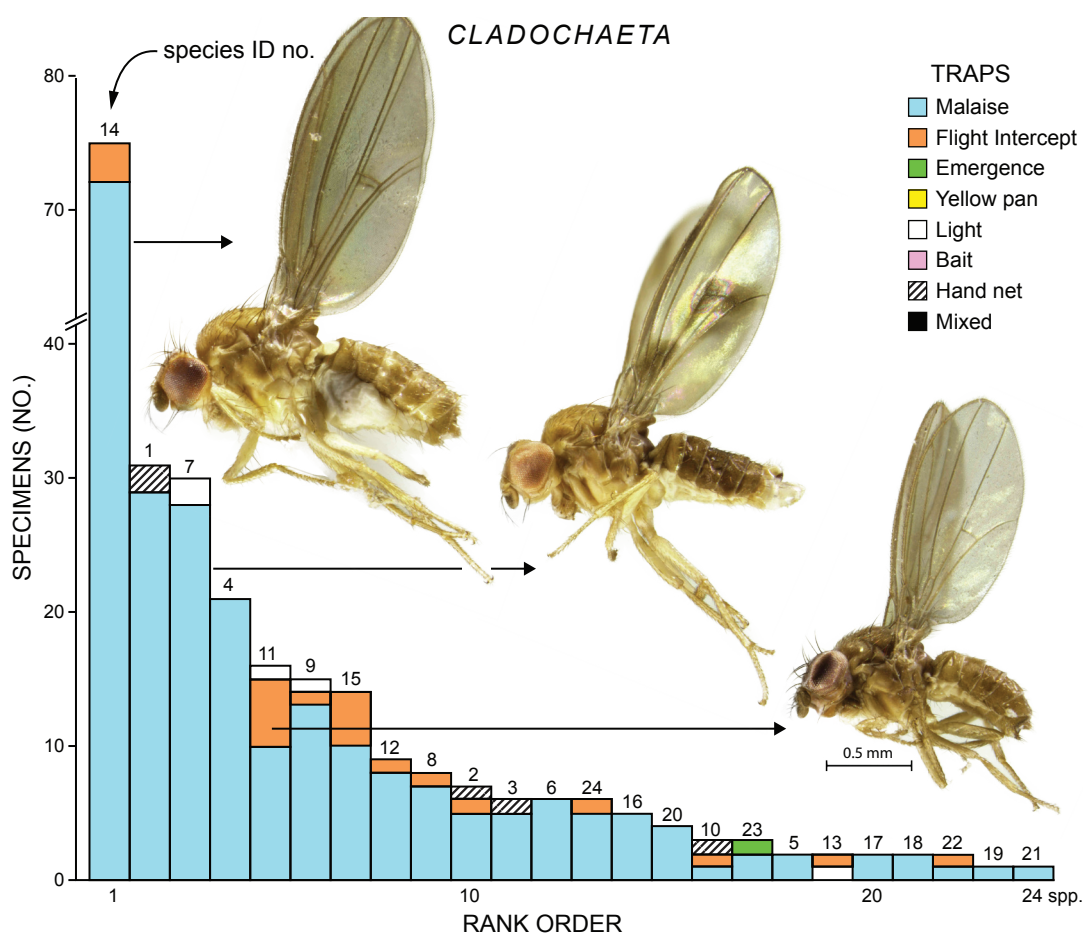 CLADOCHAETA
species ID no.
80
70
40
30
20
10
0
SPECIMENS (NO.)
TRAPS
Malaise
Flight Intercept
Emergence
Yellow pan
Light
Bait
Hand net
Mixed
14
1
7
4
11
9
15
12
8
2
3
6
24
16
20
10
23
5
13
17
18
22
19
21
0.5 mm
1
10
20
24 spp.
RANK ORDER